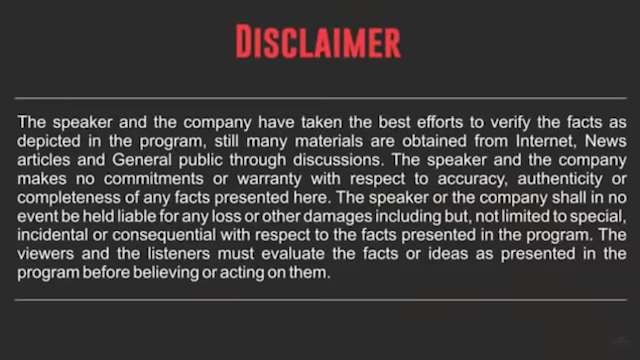 DISCLAIMER
The speaker and the company have taken the best efforts to verify the facts as
depicted in the program, still many materials are obtained from Internet, News
articles and General public through discussions. The speaker and the company
makes no commitments or warranty with respect to accuracy, authenticity or
completeness of any facts presented here. The speaker or the company shall in no
event be held liable for any loss or other damages including but, not limited to special,
incidental or consequential with respect to the facts presented in the program. The
viewers and the listeners must evaluate the facts or ideas as presented in the
program before believing or acting on them.